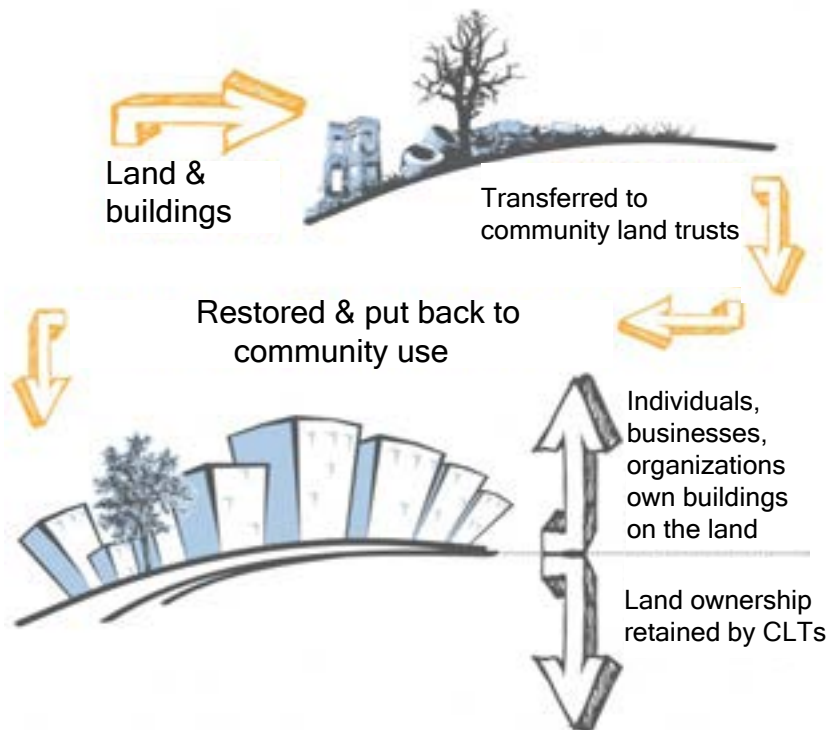 Land &
buildings
Transferred to
community land trusts
Restored & put back to
community use
Individuals,
businesses,
organizations
own buildings
on the land
Land ownership
retained by CLTs